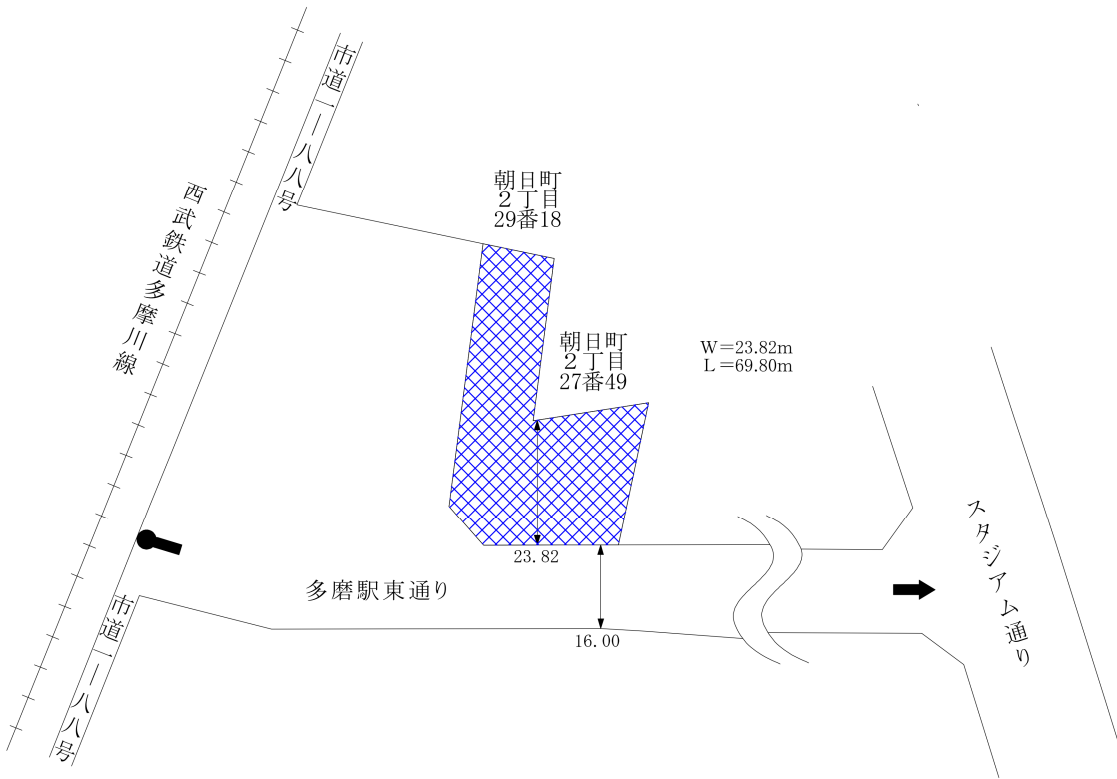 市道一一八八号
西武鉄道多摩川線
朝日町
2丁目
29番18
朝日町
2丁目
27番49
W=23.82m
L=69.80m
23.82
多磨駅東通り
16.00
スタジアム通り
市道一一八八号